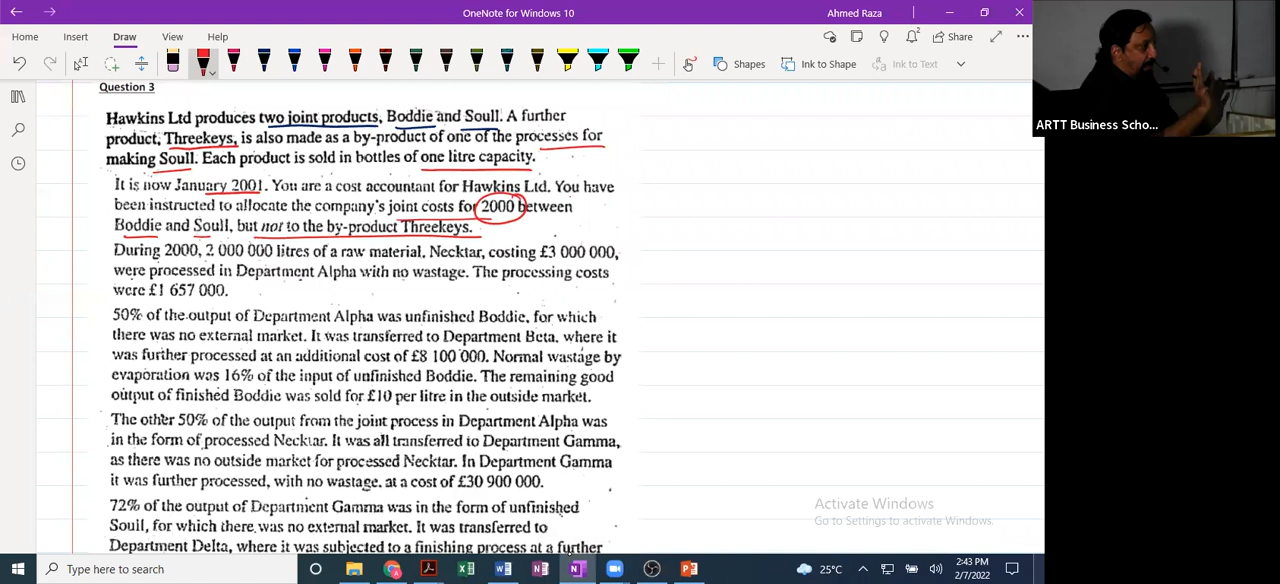 OneNote for Windows 10
Ahmed Raza
Home Insert Draw View Help
Share
Shapes
Ink to Shape
Ink to Text
ARTT Business Scho...
Question 3
Hawkins Ltd produces two joint products, Boddie and Soull. A further
product, Threekeys, is also made as a by-product of one of the processes for
making Soull. Each product is sold in bottles of one litre capacity.
It is now January 2001. You are a cost accountant for Hawkins Ltd. You have
been instructed to allocate the company's joint costs for 2000 between
Boddie and Soull, but not to the by-product Threekeys.
During 2000, 2 000 000 litres of a raw material, Necktar, costing £3 000 000,
were processed in Department Alpha with no wastage. The processing costs
were £1 657 000.
50% of the output of Department Alpha was unfinished Boddie, for which
there was no external market. It was transferred to Department Beta, where it
was further processed at an additional cost of £8 100 000. Normal wastage by
evaporation was 16% of the input of unfinished Boddie. The remaining good
output of finished Boddie was sold for £10 per litre in the outside market.
The other 50% of the output from the joint process in Department Alpha was
in the form of processed Necktar. It was all transferred to Department Gamma,
as there was no outside market for processed Necktar. In Department Gamma
it was further processed, with no wastage, at a cost of £30 900 000.
72% of the output of Department Gamma was in the form of unfinished
Soull, for which there was no external market. It was transferred to
Department Delta, where it was subjected to a finishing process at a further
Activate Windows
Go to Settings to activate Windows.
Type here to search
25°C
2:43 PM
2/7/2022